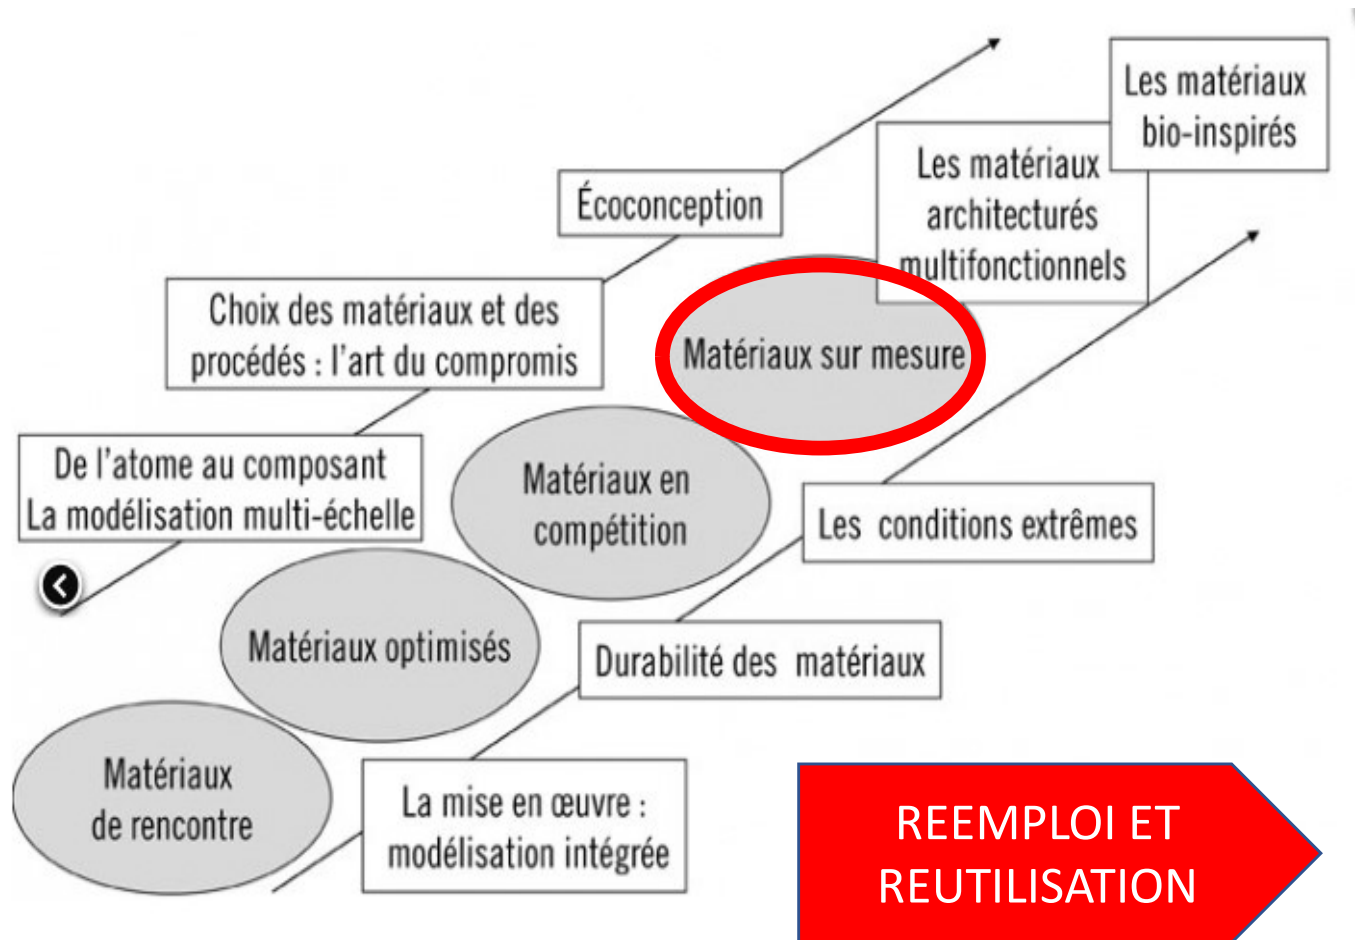 Les matériaux
bio-inspirés
Les matériaux
architecturés
multifonctionnels
Écoconception
Choix des matériaux et des
procédés : l'art du compromis
Matériaux sur mesure
De l'atome au composant
La modélisation multi-échelle
Matériaux en
compétition
Les conditions extrêmes
Matériaux optimisés
Durabilité des matériaux
Matériaux
de rencontre
La mise en œuvre :
modélisation intégrée
REEMPLOI ET
REUTILISATION